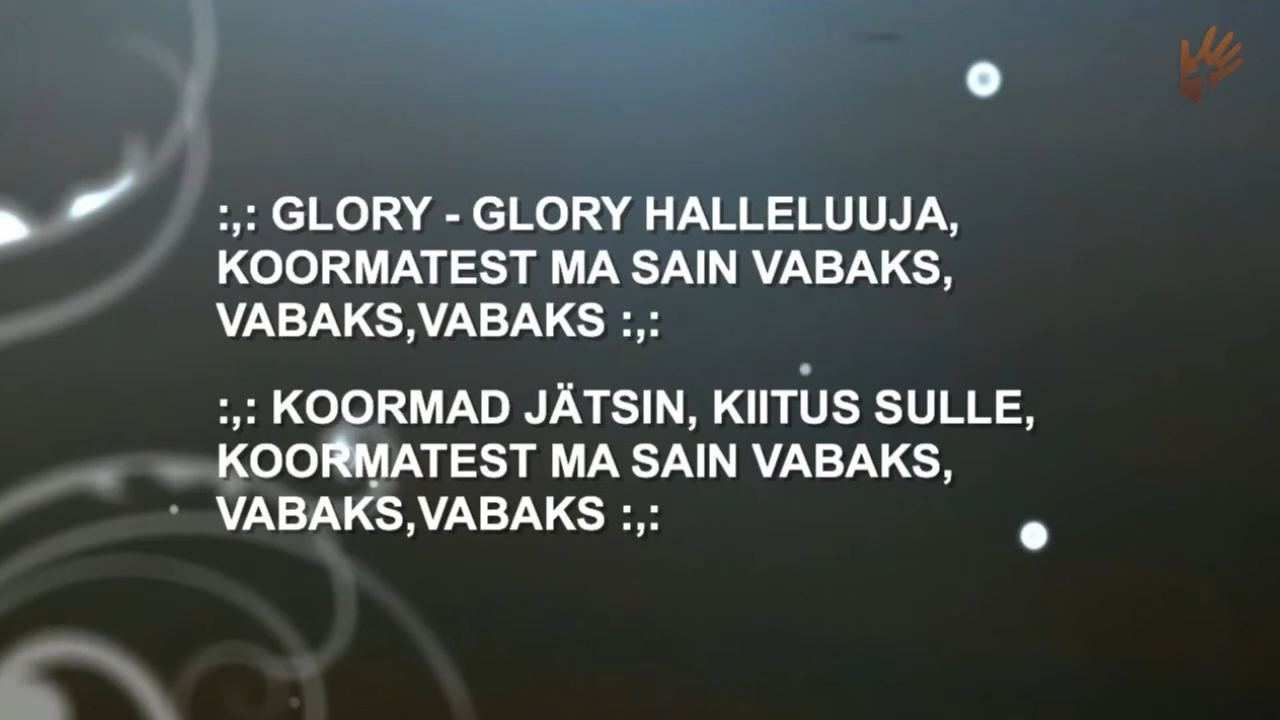 :,: GLORY - GLORY HALLELUUJA,
KOORMATEST MA SAIN VABAKS,
VABAKS,VABAKS :,:
:,: KOORMAD JÄTSIN, KIITUS SULLE,
KOORMATEST MA SAIN VABAKS,
VABAKS,VABAKS :,: